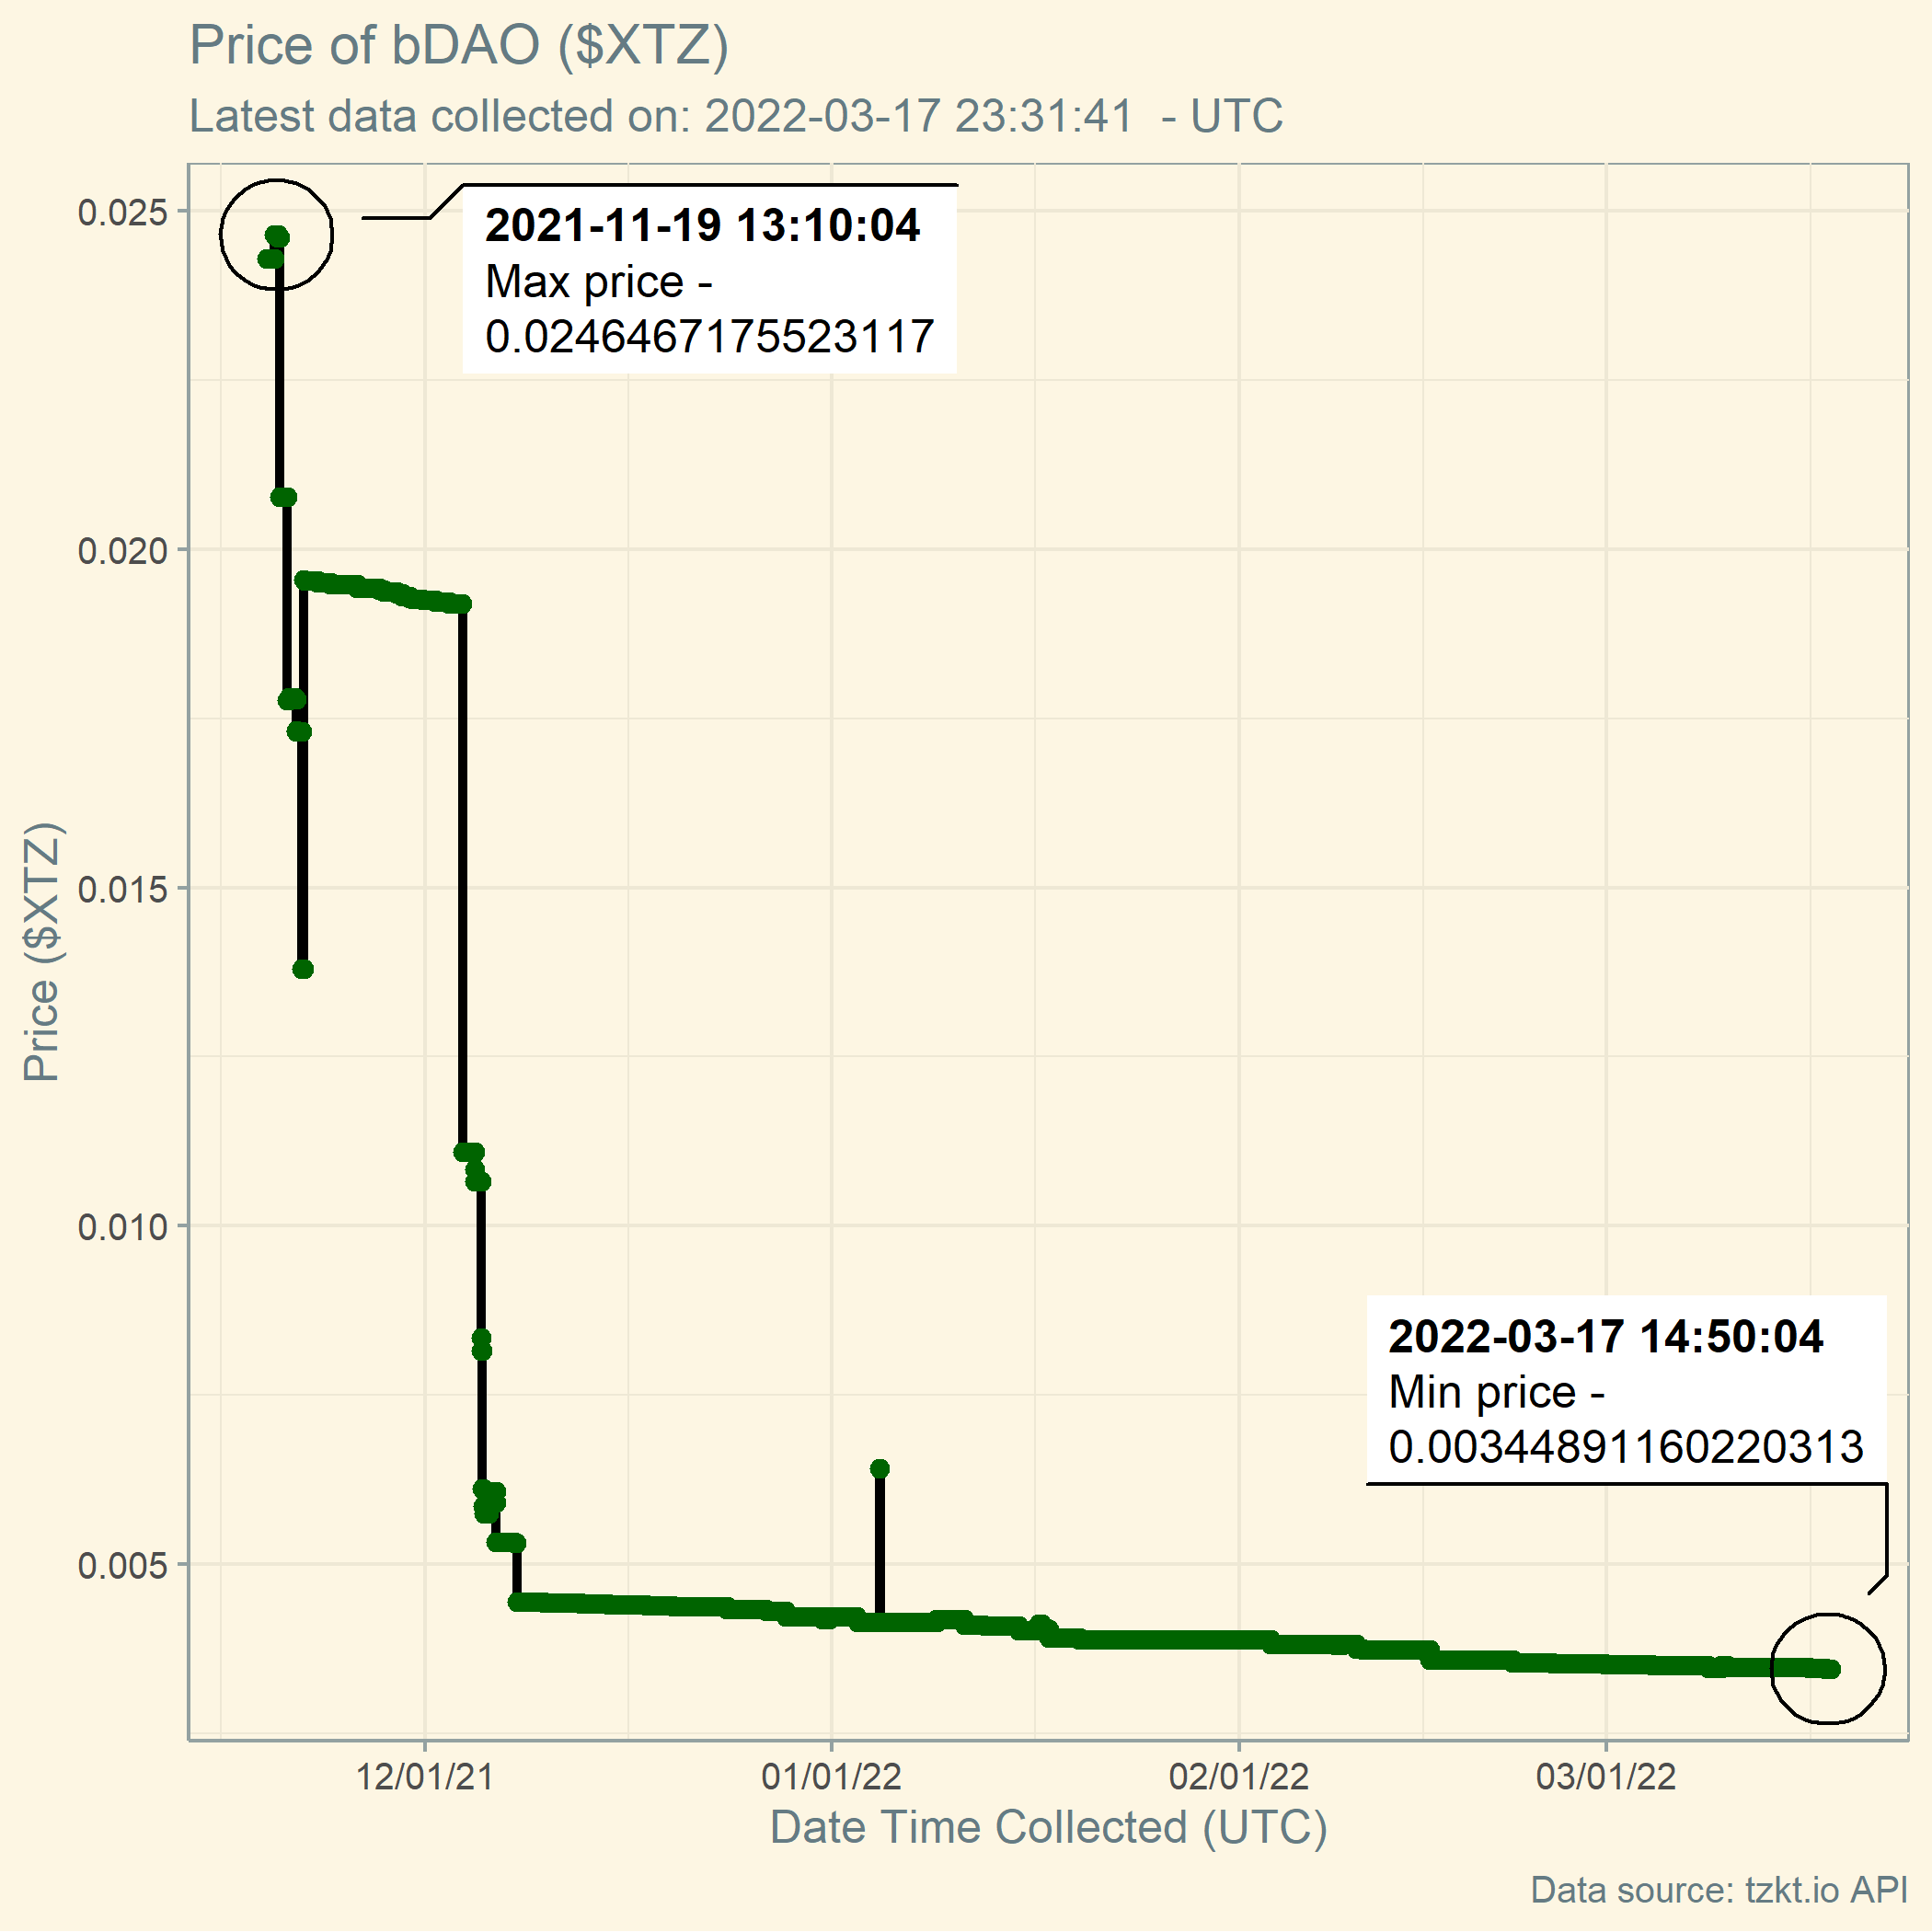 Price of bDAO ($XTZ)
Latest data collected on: 2022-03-17 23:31:41  - UTC
0.025
0.020
0.015
0.010
0.005
Price ($XTZ)
2021-11-19 13:10:04
Max price -
0.0246467175523117
2022-03-17 14:50:04
Min price -
0.00344891160220313
12/01/21
01/01/22
02/01/22
03/01/22
Date Time Collected (UTC)
Data source: tzkt.io API